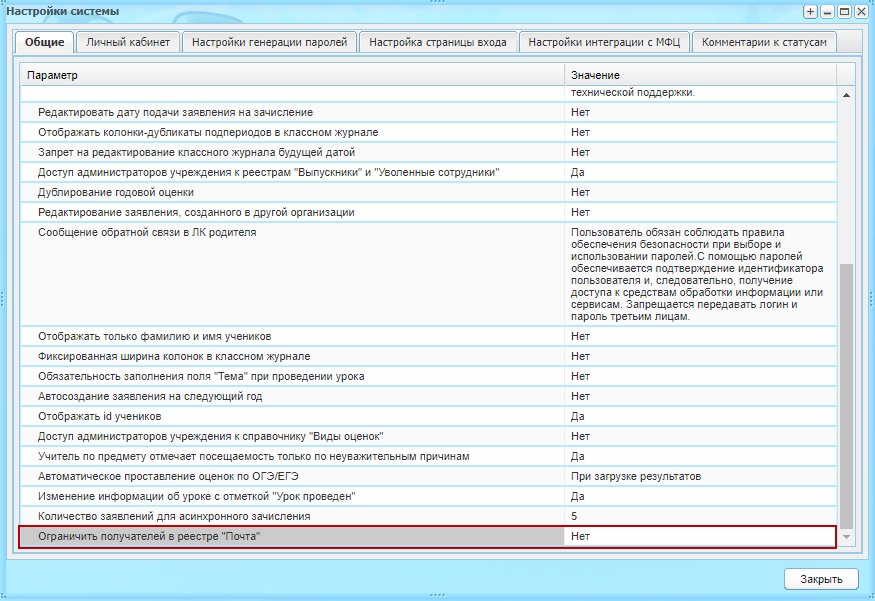 Настройки системы
Общие Личный кабинет Настройки генерации паролей Настройка страницы входа Настройки интеграции с МФЦ Комментарии к статусам
Параметр Значение
технической поддержки.
Редактировать дату подачи заявления на зачисление Нет
Отображать колонки-дубликаты подпериодов в классном журнале Нет
Запрет на редактирование классного журнала будущей датой Нет
Доступ администраторов учреждения к реестрам "Выпускники" и "Уволенные сотрудники" Да
Дублирование годовой оценки Нет
Редактирование заявления, созданного в другой организации Нет
Сообщение обратной связи в ЛК родителя Пользователь обязан соблюдать правила
обеспечения безопасности при выборе и
использовании паролей.С помощью паролей
обеспечивается подтверждение идентификатора
пользователя и, следовательно, получение
доступа к средствам обработки информации или
сервисам. Запрещается передавать логин и
пароль третьим лицам.
Отображать только фамилию и имя учеников Нет
Фиксированная ширина колонок в классном журнале Нет
Обязательность заполнения поля "Тема" при проведении урока Нет
Автосоздание заявления на следующий год Нет
Отображать id учеников Да
Доступ администраторов учреждения к справочнику "Виды оценок" Нет
Учитель по предмету отмечает посещаемость только по неуважительным причинам Да
Автоматическое проставление оценок по ОГЭ/ЕГЭ При загрузке результатов
Изменение информации об уроке с отметкой "Урок проведен" Да
Количество заявлений для асинхронного зачисления 5
Ограничить получателей в реестре "Почта" Нет
Закрыть